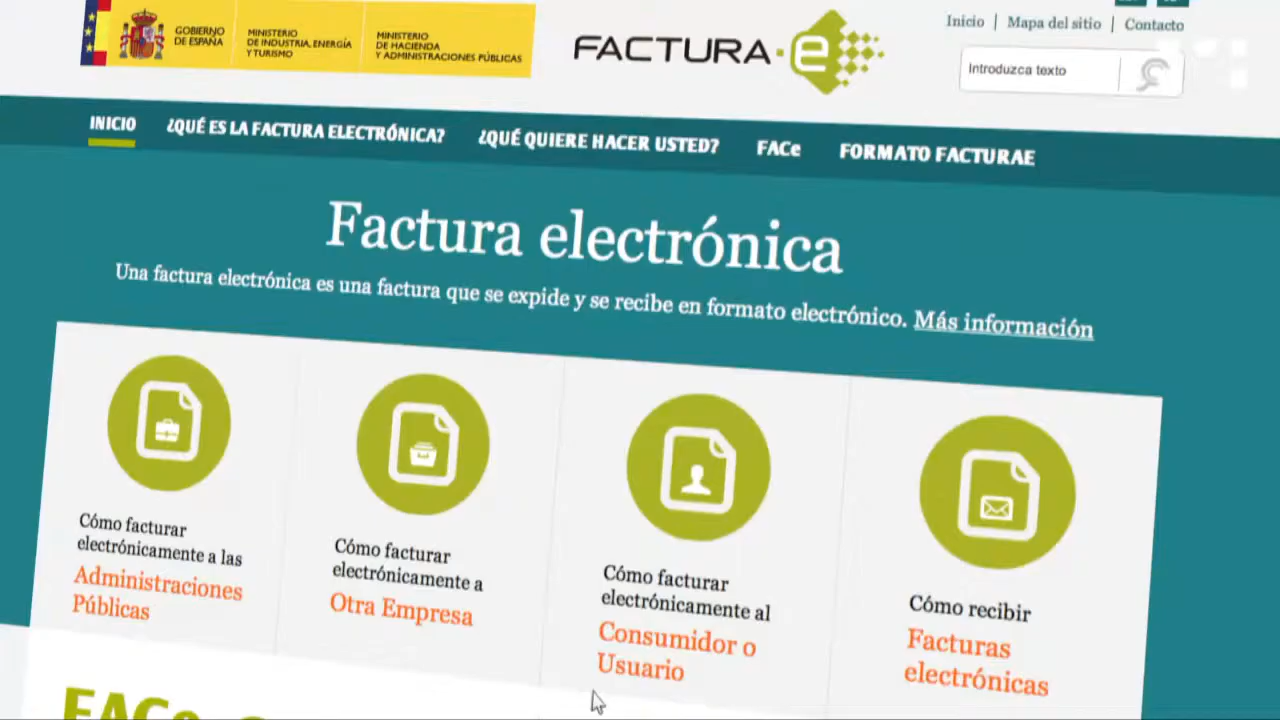 GOBIERNO
DE ESPAÑA
MINISTERIO
DE INDUSTRIA, ENERGÍA
Y TURISMO
MINISTERIO
DE HACIENDA
Y ADMINISTRACIONES PÚBLICAS
FACTURA·e
Inicio | Mapa del sitio | Contacto
Introduzca texto
INICIO
¿QUÉ ES LA FACTURA ELECTRÓNICA?
¿QUÉ QUIERE HACER USTED?
FACe
FORMATO FACTURAE
Factura electrónica
Una factura electrónica es una factura que se expide y se recibe en formato electrónico. Más información
Cómo facturar
electrónicamente a las
Administraciones
Públicas
Cómo facturar
electrónicamente a
Otra Empresa
Cómo facturar
electrónicamente al
Consumidor o
Usuario
Cómo recibir
Facturas
electrónicas
FACe